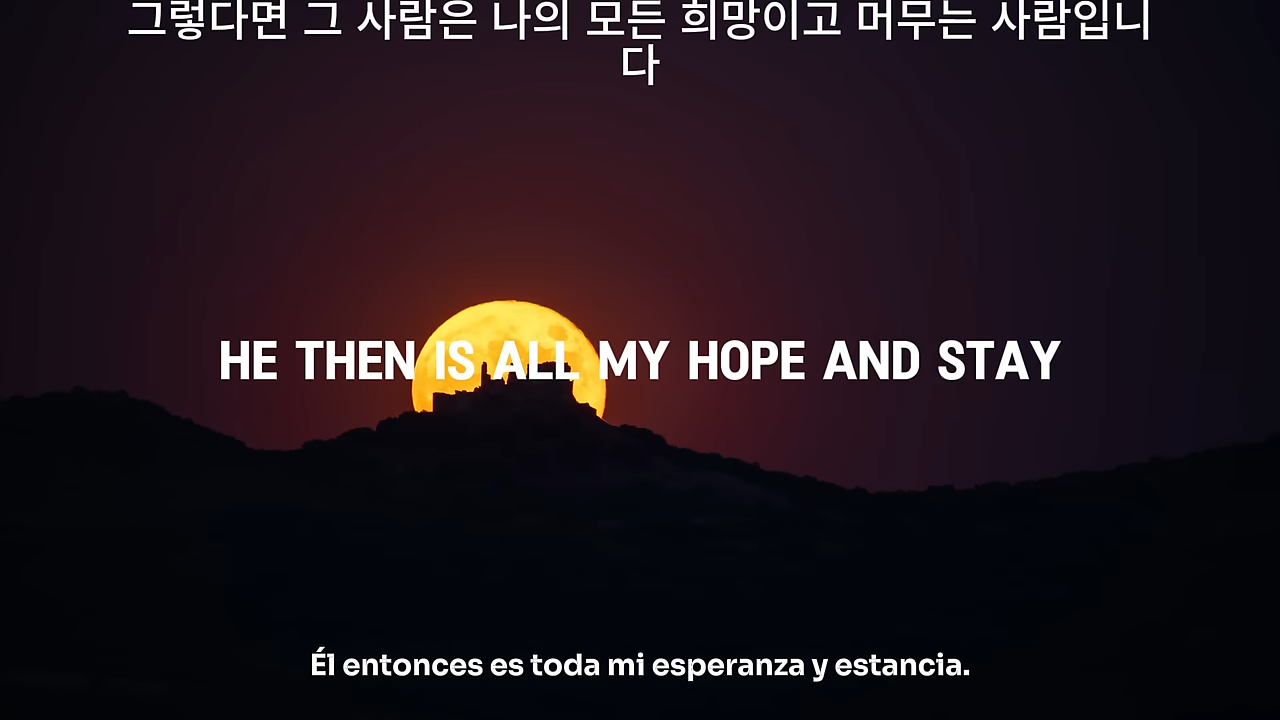 그렇다면 그 사람은 나의 모든 희망이고 머무는 사람입니
다
HE THEN IS ALL MY HOPE AND STAY
Él entonces es toda mi esperanza y estancia.